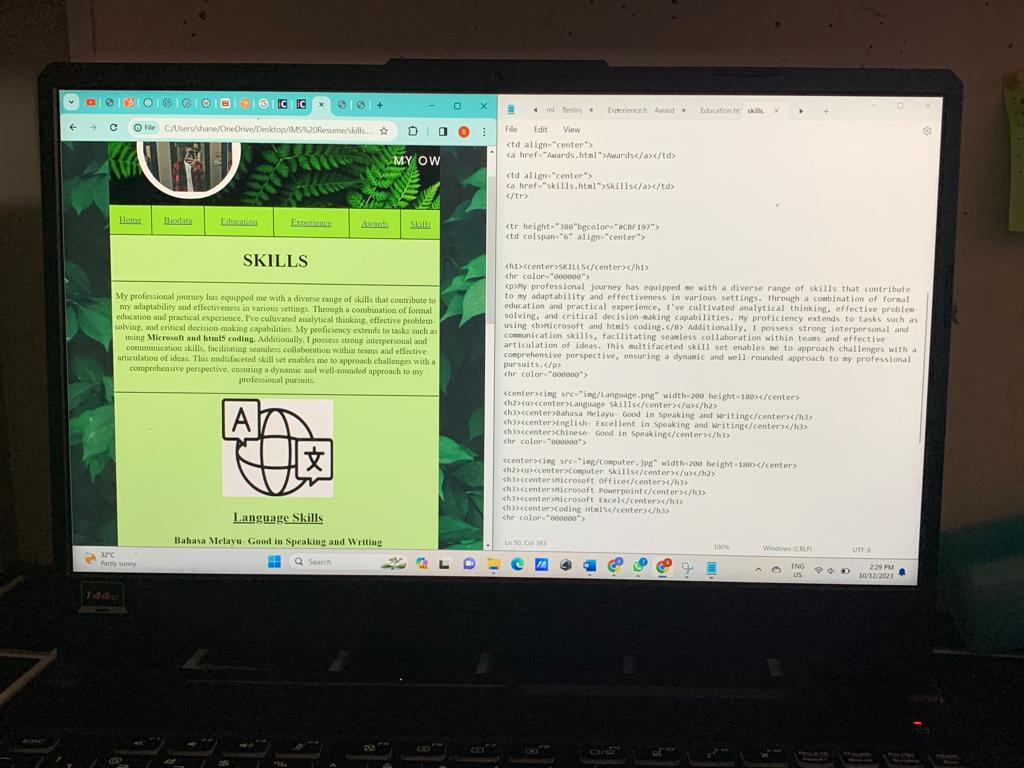 File C:/Users/shane/OneDrive/Desktop/IMS%20Resume/skills....
MY OW
Home Biodata Education Experience Awards Skills
SKILLS
My professional journey has equipped me with a diverse range of skills that contribute to
my adaptability and effectiveness in various settings. Through a combination of formal
education and practical experience, I've cultivated analytical thinking, effective problem-
solving, and critical decision-making capabilities. My proficiency extends to tasks such as
using Microsoft and html5 coding. Additionally, I possess strong interpersonal and
communication skills, facilitating seamless collaboration within teams and effective
articulation of ideas. This multifaceted skill set enables me to approach challenges with a
comprehensive perspective, ensuring a dynamic and well-rounded approach to my
professional pursuits.
A
文
Language Skills
Bahasa Melayu- Good in Speaking and Writing
ml Testing Experience.h Award Education.ht skills.
File Edit View
<td align="center">
<a href="Awards.html">Awards</a></td>
<td align="center">
<a href="skills.html">Skills</a></td>
</tr>
<tr height="380"bgcolor="#CBF197">
<td colspan="6" align="center">
<h1><center>SKILLS</center></h1>
<hr color="000000">
<p>My professional journey has equipped me with a diverse range of skills that contribute
to my adaptability and effectiveness in various settings. Through a combination of formal
education and practical experience, I've cultivated analytical thinking, effective problem-
solving, and critical decision-making capabilities. My proficiency extends to tasks such as
using <b>Microsoft and html5 coding.</B> Additionally, I possess strong interpersonal and
communication skills, facilitating seamless collaboration within teams and effective
articulation of ideas. This multifaceted skill set enables me to approach challenges with a
comprehensive perspective, ensuring a dynamic and well-rounded approach to my professional
pursuits.</p>
<hr color="000000">
<center><img src="img/Language.png" width=200 height=180></center>
<h2><u><center>Language Skills</center></u></h2>
<h3><center>Bahasa Melayu- Good in Speaking and Writing</center></h3>
<h3><center>English- Excellent in Speaking and Writing</center></h3>
<h3><center>Chinese- Good in Speaking</center></h3>
<hr color="000000">
<center><img src="img/Computer.jpg" width=200 height=180></center>
<h2><u><center>Computer Skills</center></u></h2>
<h3><center>Microsoft Office</center></h3>
<h3><center>Microsoft Powerpoint</center></h3>
<h3><center>Microsoft Excel</center></h3>
<h3><center>Coding Html5</center></h3>
<hr color="000000">
Ln 50, Col 383 100% Windows (CRLF) UTF-8
32°C
Partly sunny
Search
ENG
US
2:29 PM
10/12/2023
144Hz
esc